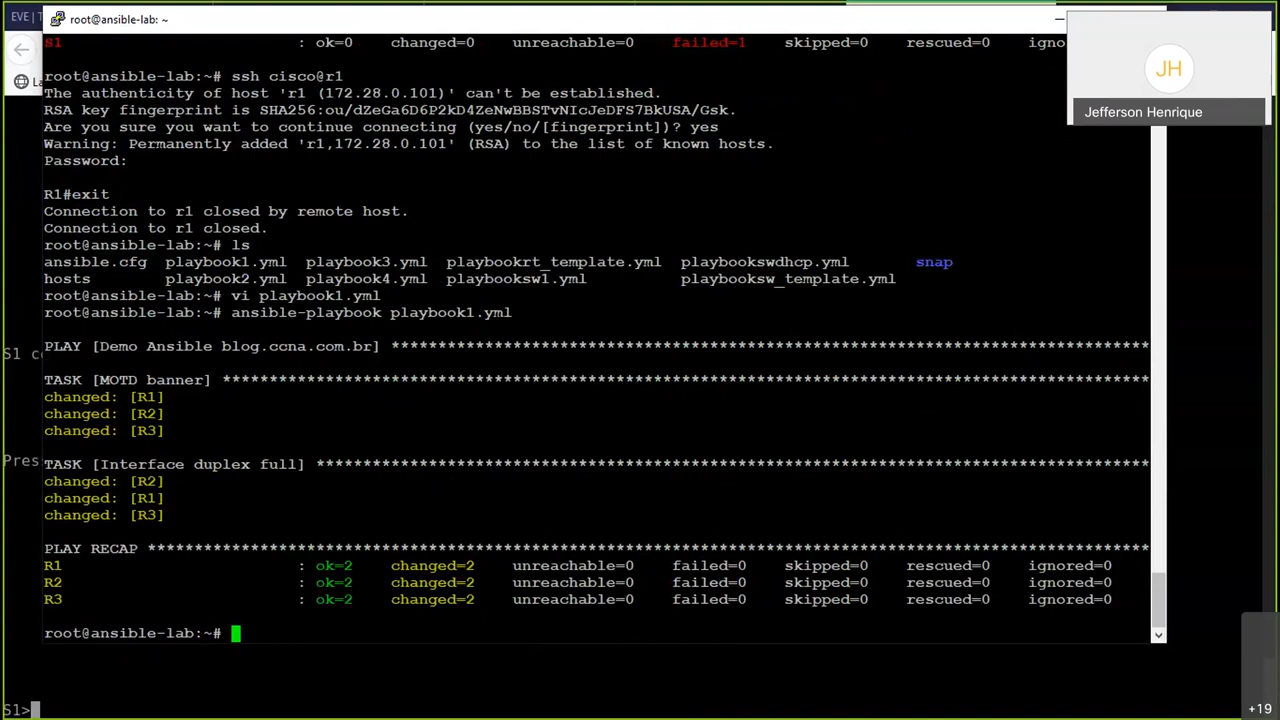 EVE | T
root@ansible-lab: ~
JH
Jefferson Henrique
S1 : ok=0 changed=0 unreachable=0 failed=1 skipped=0 rescued=0 igno
root@ansible-lab:~# ssh cisco@r1
The authenticity of host 'r1 (172.28.0.101)' can't be established.
RSA key fingerprint is SHA256:ou/dZeGa6D6P2kD4ZeNwBBSTvNIcJeDFS7BkUSA/Gsk.
Are you sure you want to continue connecting (yes/no/[fingerprint])? yes
Warning: Permanently added 'r1,172.28.0.101' (RSA) to the list of known hosts.
Password:
R1#exit
Connection to r1 closed by remote host.
Connection to r1 closed.
root@ansible-lab:~# ls
ansible.cfg playbook1.yml playbook3.yml playbookrt_template.yml playbookswdhcp.yml snap
hosts playbook2.yml playbook4.yml playbooksw1.yml playbooksw_template.yml
root@ansible-lab:~# vi playbook1.yml
root@ansible-lab:~# ansible-playbook playbook1.yml
PLAY [Demo Ansible blog.ccna.com.br] *********************************************************************************
TASK [MOTD banner] ***************************************************************************************************
changed: [R1]
changed: [R2]
changed: [R3]
TASK [Interface duplex full] *****************************************************************************************
changed: [R2]
changed: [R1]
changed: [R3]
PLAY RECAP ***********************************************************************************************************
R1 : ok=2 changed=2 unreachable=0 failed=0 skipped=0 rescued=0 ignored=0
R2 : ok=2 changed=2 unreachable=0 failed=0 skipped=0 rescued=0 ignored=0
R3 : ok=2 changed=2 unreachable=0 failed=0 skipped=0 rescued=0 ignored=0
root@ansible-lab:~#
La
S1 co
Pres
S1>
+19